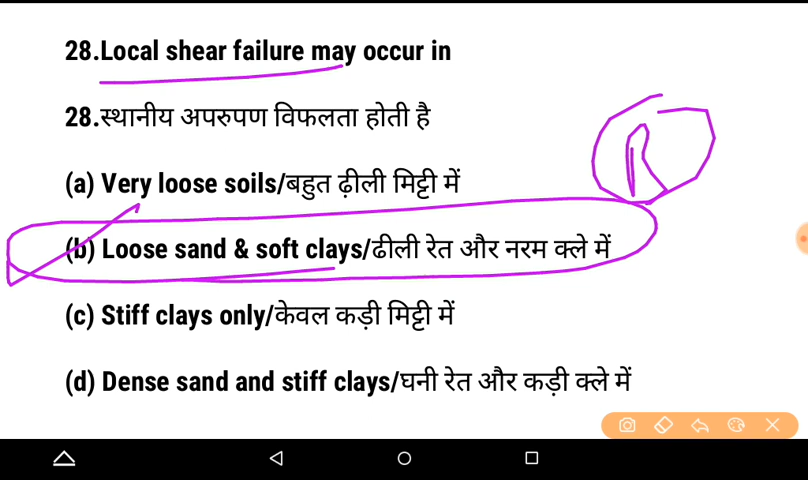 28.Local shear failure may occur in
28.स्थानीय अपरुपण विफलता होती है
(a) Very loose soils/बहुत ढ़ीली मिट्टी में
(b) Loose sand & soft clays/ढीली रेत और नरम क्ले में
(c) Stiff clays only/केवल कड़ी मिट्टी में
(d) Dense sand and stiff clays/घनी रेत और कड़ी क्ले में